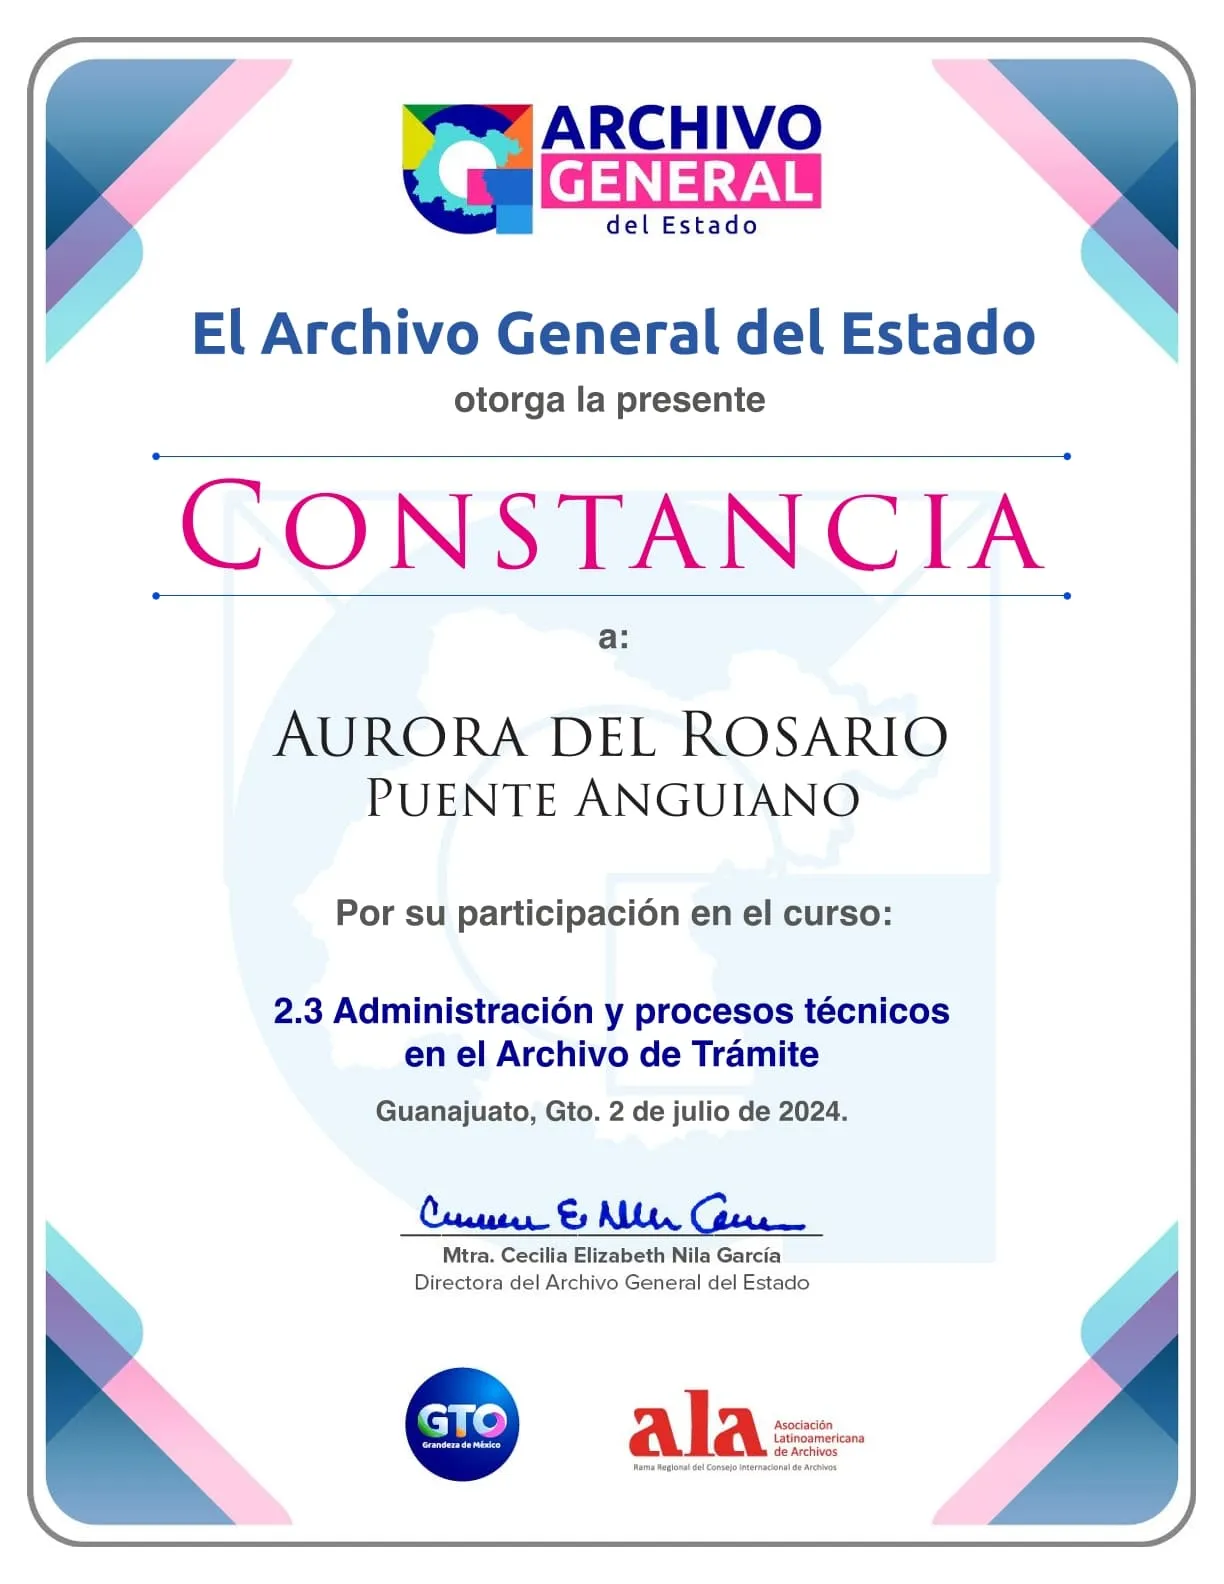 ARCHIVO
GENERAL
del Estado
El Archivo General del Estado
otorga la presente
CONSTANCIA
a:
AURORA DEL ROSARIO
PUENTE ANGUIANO
Por su participación en el curso:
2.3 Administración y procesos técnicos
en el Archivo de Trámite
Guanajuato, Gto. 2 de julio de 2024.
Mtra. Cecilia Elizabeth Nila García
Directora del Archivo General del Estado
GTO
Grandeza de México
ala
Asociación
Latinoamericana
de Archivos
Rama Regional del Consejo Internacional de Archivos